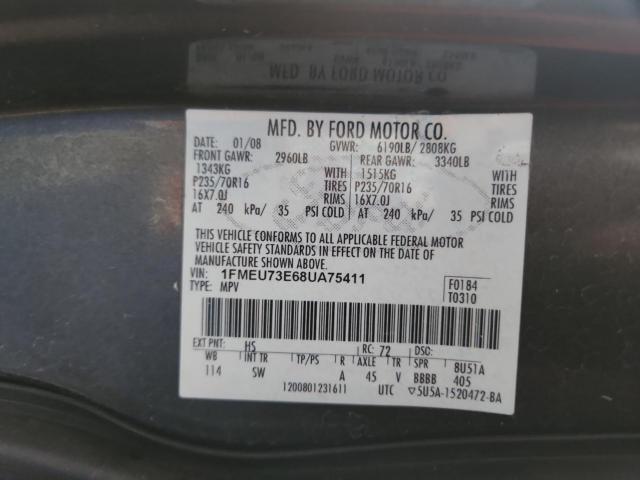 MFD. BY FORD MOTOR CO.
MFD. BY FORD MOTOR CO.
DATE: 01/08 GVWR: 6190LB/ 2808KG
FRONT GAWR: 2960LB REAR GAWR: 3340LB
1343KG WITH 1515KG WITH
P235/70R16 TIRES P235/70R16 TIRES
16X7.0J RIMS 16X7.0J RIMS
AT 240 kPa/ 35 PSI COLD AT 240 kPa/ 35 PSI COLD
THIS VEHICLE CONFORMS TO ALL APPLICABLE FEDERAL MOTOR
VEHICLE SAFETY STANDARDS IN EFFECT ON THE DATE OF
MANUFACTURE SHOWN ABOVE.
VIN: 1FMEU73E68UA75411 F0184
TYPE: MPV T0310
EXT PNT: HS RC: 72 DSO:
WB INT TR TP/PS R AXLE TR SPR 8U51A
114 SW A 45 V BBBB 405
1200801231611 UTC ▽5U5A-1520472-BA